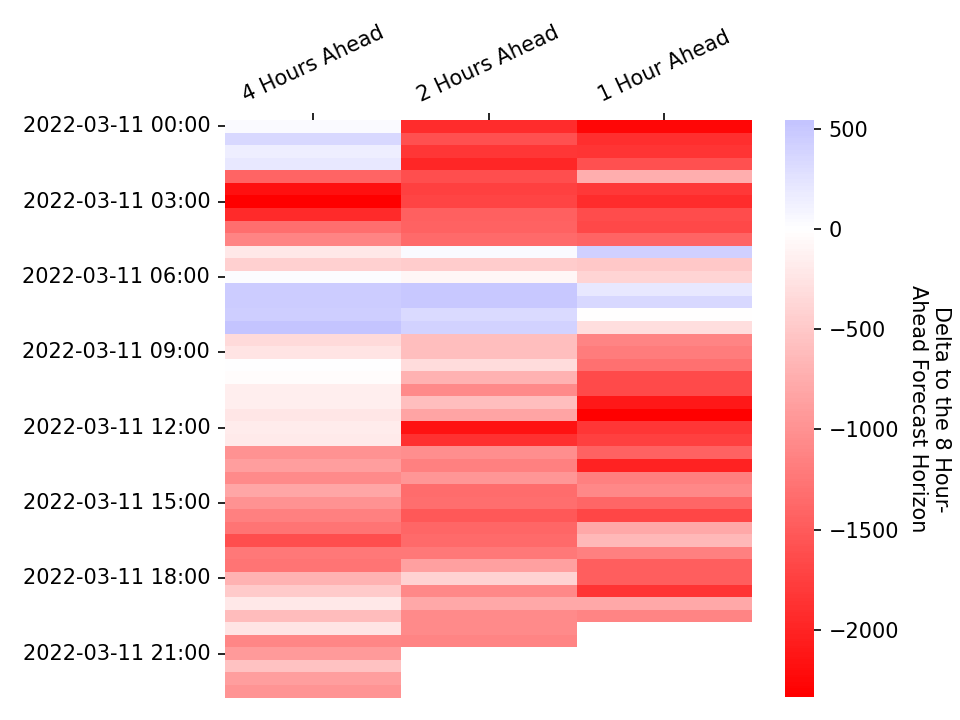 4 Hours Ahead
2 Hours Ahead
1 Hour Ahead
2022-03-11 00:00
2022-03-11 03:00
2022-03-11 06:00
2022-03-11 09:00
2022-03-11 12:00
2022-03-11 15:00
2022-03-11 18:00
2022-03-11 21:00
500
0
−500
−1000
−1500
−2000
Delta to the 8 Hour-
Ahead Forecast Horizon